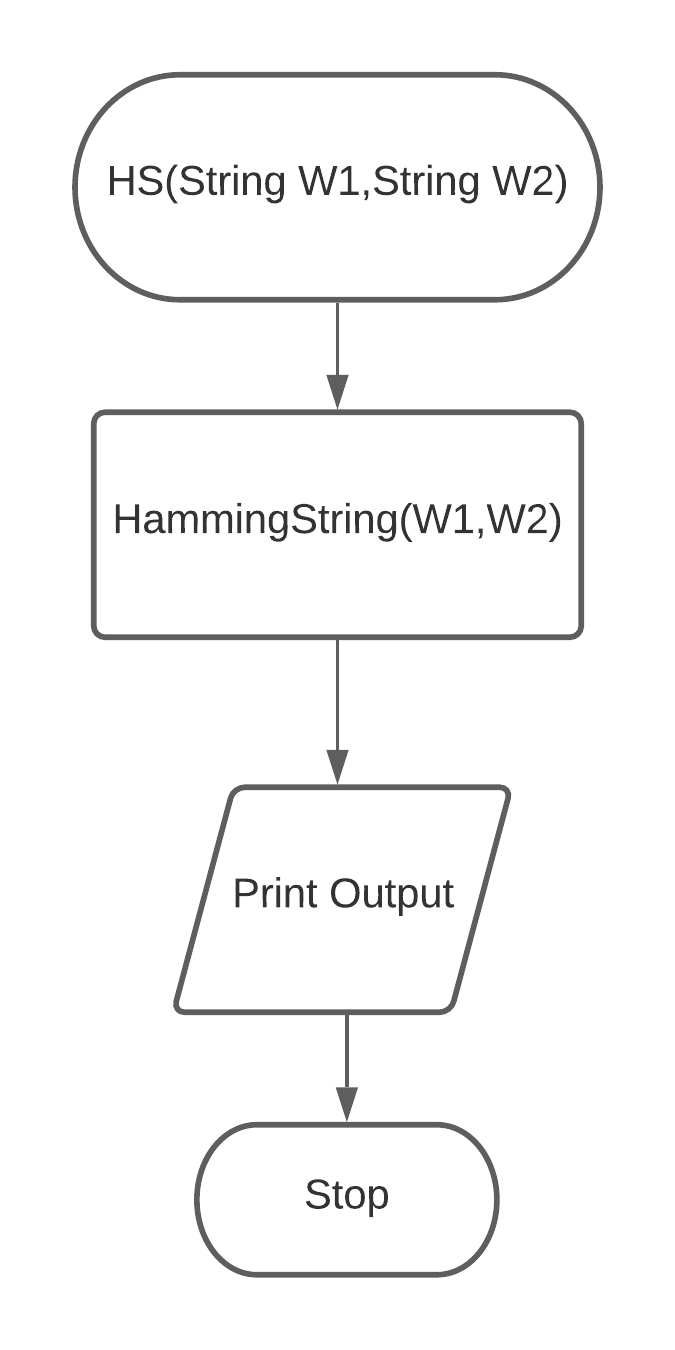 HS(String W1,String W2)
HammingString(W1,W2)
Print Output
Stop